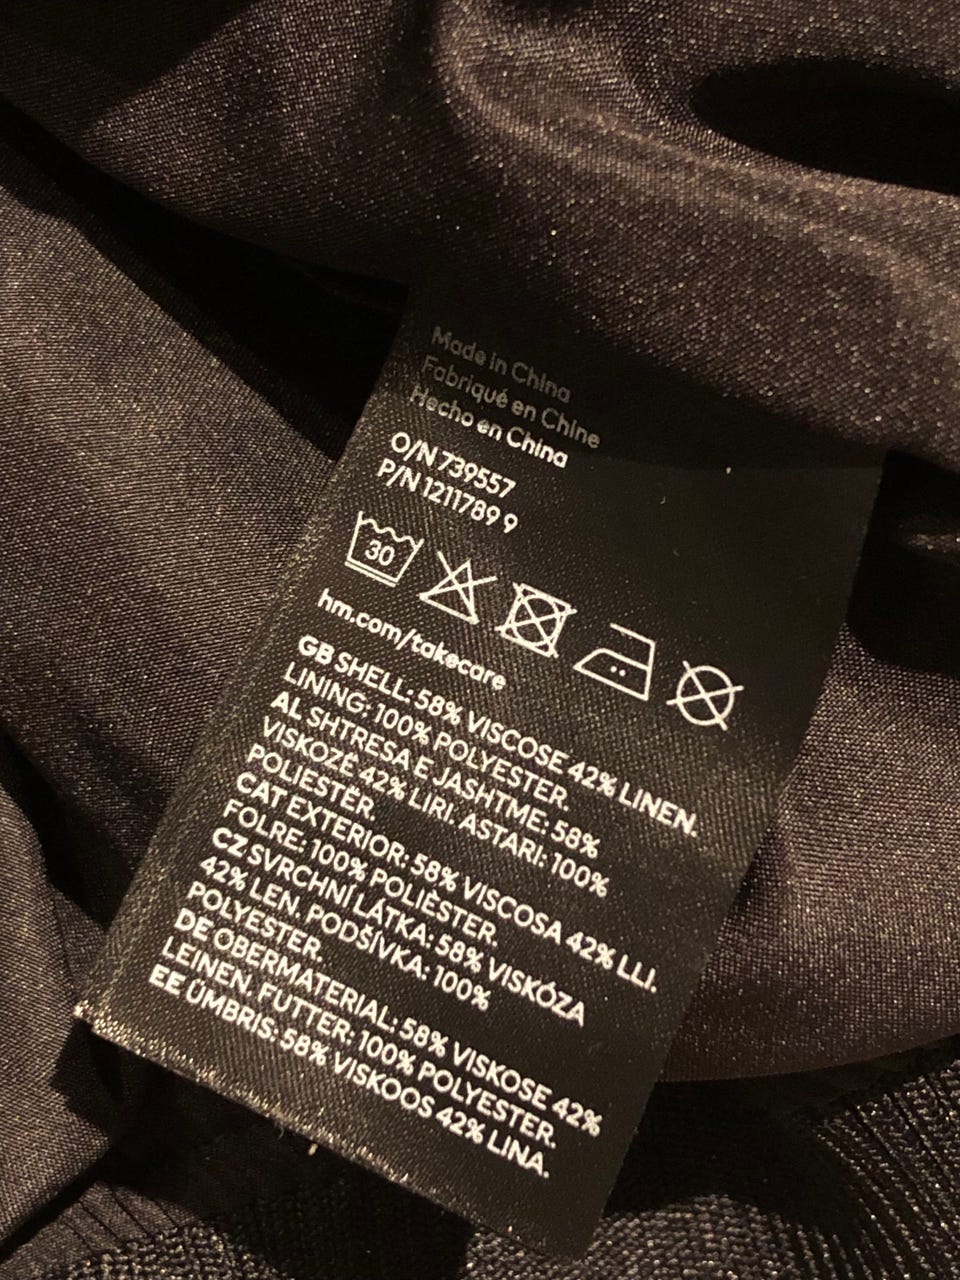 Made in China
Fabriqué en Chine
Hecho en China
O/N 739557
P/N 1211789 9
30
hm.com/takecare
GB SHELL: 58% VISCOSE 42% LINEN.
LINING: 100% POLYESTER.
AL SHTRESA E JASHTME: 58%
VISKOZË 42% LIRI. ASTARI: 100%
POLIESTËR.
CAT EXTERIOR: 58% VISCOSA 42% LLI.
FOLRE: 100% POLIÈSTER.
CZ SVRCHNÍ LÁTKA: 58% VISKÓZA
42% LEN. PODŠÍVKA: 100%
POLYESTER.
DE OBERMATERIAL: 58% VISKOSE 42%
LEINEN. FUTTER: 100% POLYESTER.
EE ÜMBRIS: 58% VISKOOS 42% LINA.